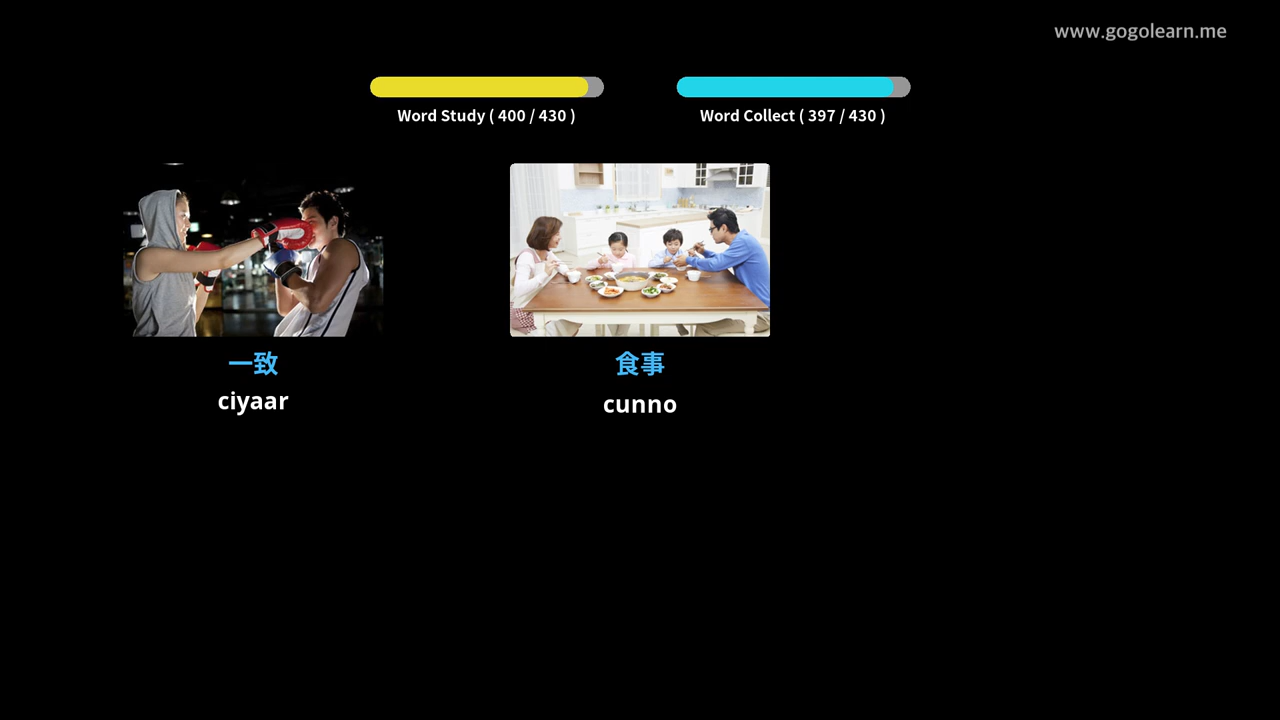 www.gogolearn.me
Word Study ( 400 / 430 )
Word Collect ( 397 / 430 )
一致
ciyaar
食事
cunno